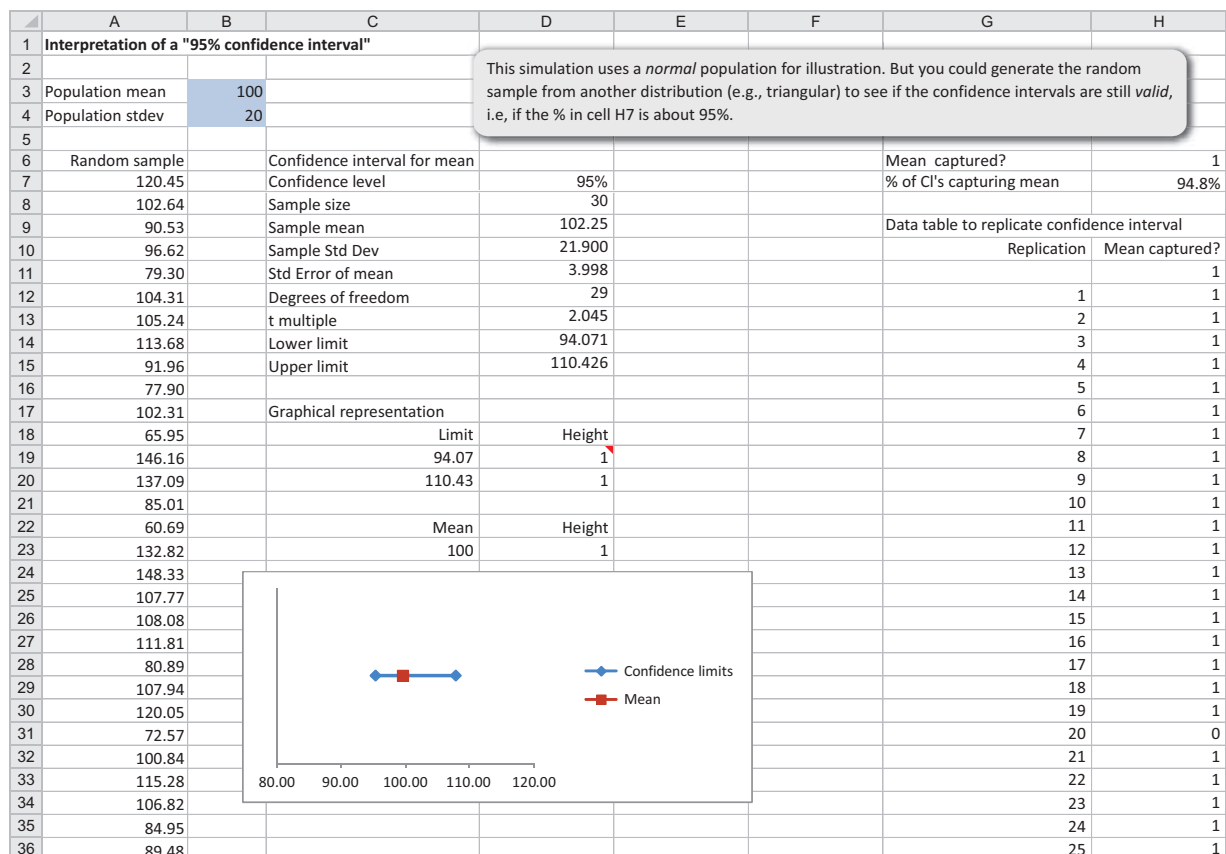 A B C D E F G H
1 Interpretation of a "95% confidence interval"
2
This simulation uses a normal population for illustration. But you could generate the random
sample from another distribution (e.g., triangular) to see if the confidence intervals are still valid,
i.e, if the % in cell H7 is about 95%.
3 Population mean 100
4 Population stdev 20
5
6 Random sample Confidence interval for mean Mean captured? 1
7 120.45 Confidence level 95% % of CI's capturing mean 94.8%
8 102.64 Sample size 30
9 90.53 Sample mean 102.25 Data table to replicate confidence interval
10 96.62 Sample Std Dev 21.900 Replication Mean captured?
11 79.30 Std Error of mean 3.998 1
12 104.31 Degrees of freedom 29 1 1
13 105.24 t multiple 2.045 2 1
14 113.68 Lower limit 94.071 3 1
15 91.96 Upper limit 110.426 4 1
16 77.90 5 1
17 102.31 Graphical representation 6 1
18 65.95 Limit Height 7 1
19 146.16 94.07 1 8 1
20 137.09 110.43 1 9 1
21 85.01 10 1
22 60.69 Mean Height 11 1
23 132.82 100 1 12 1
24 148.33 13 1
25 107.77 14 1
26 108.08 15 1
27 111.81 16 1
28 80.89 Confidence limits 17 1
29 107.94 Mean 18 1
30 120.05 19 1
31 72.57 20 0
32 100.84 21 1
33 115.28 80.00 90.00 100.00 110.00 120.00 22 1
34 106.82 23 1
35 84.95 24 1
36 89.48 25 1